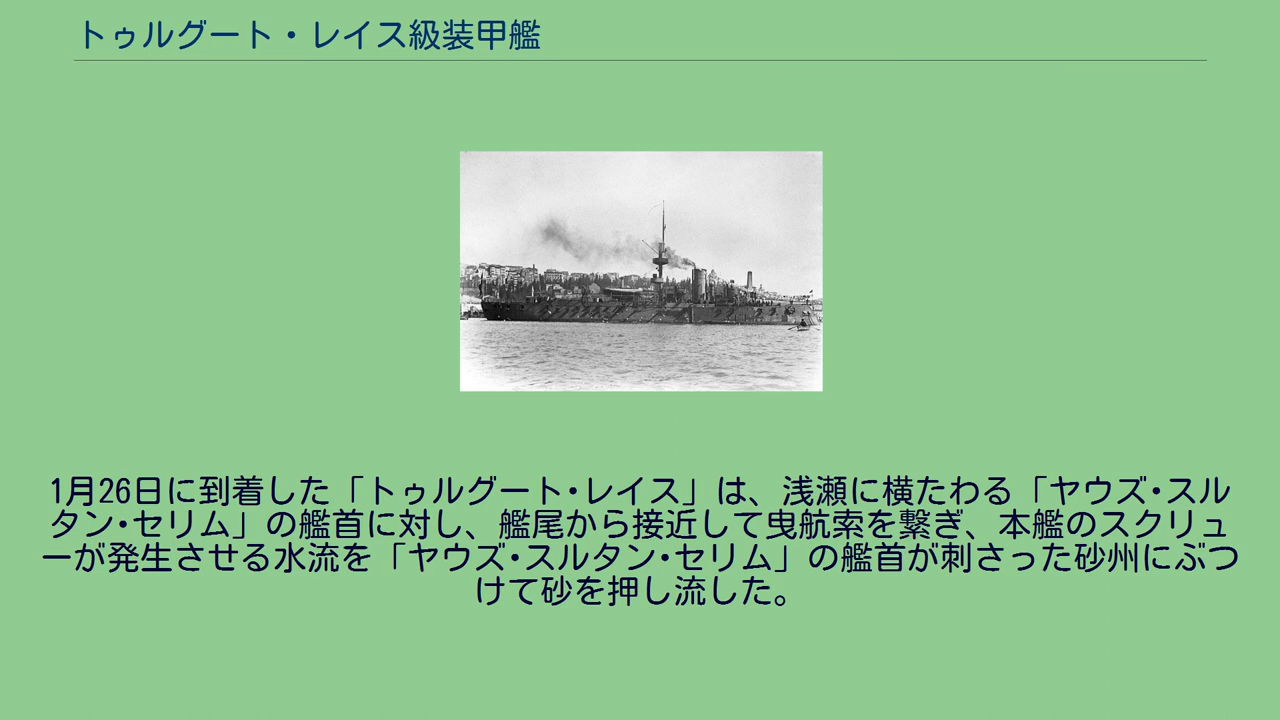 トゥルグート・レイス級装甲艦
1月26日に到着した「トゥルグート・レイス」は、浅瀬に横たわる「ヤウズ・スル
タン・セリム」の艦首に対し、艦尾から接近して曳航索を繋ぎ、本艦のスクリュ
ーが発生させる水流を「ヤウズ・スルタン・セリム」の艦首が刺さった砂州にぶつ
けて砂を押し流した。